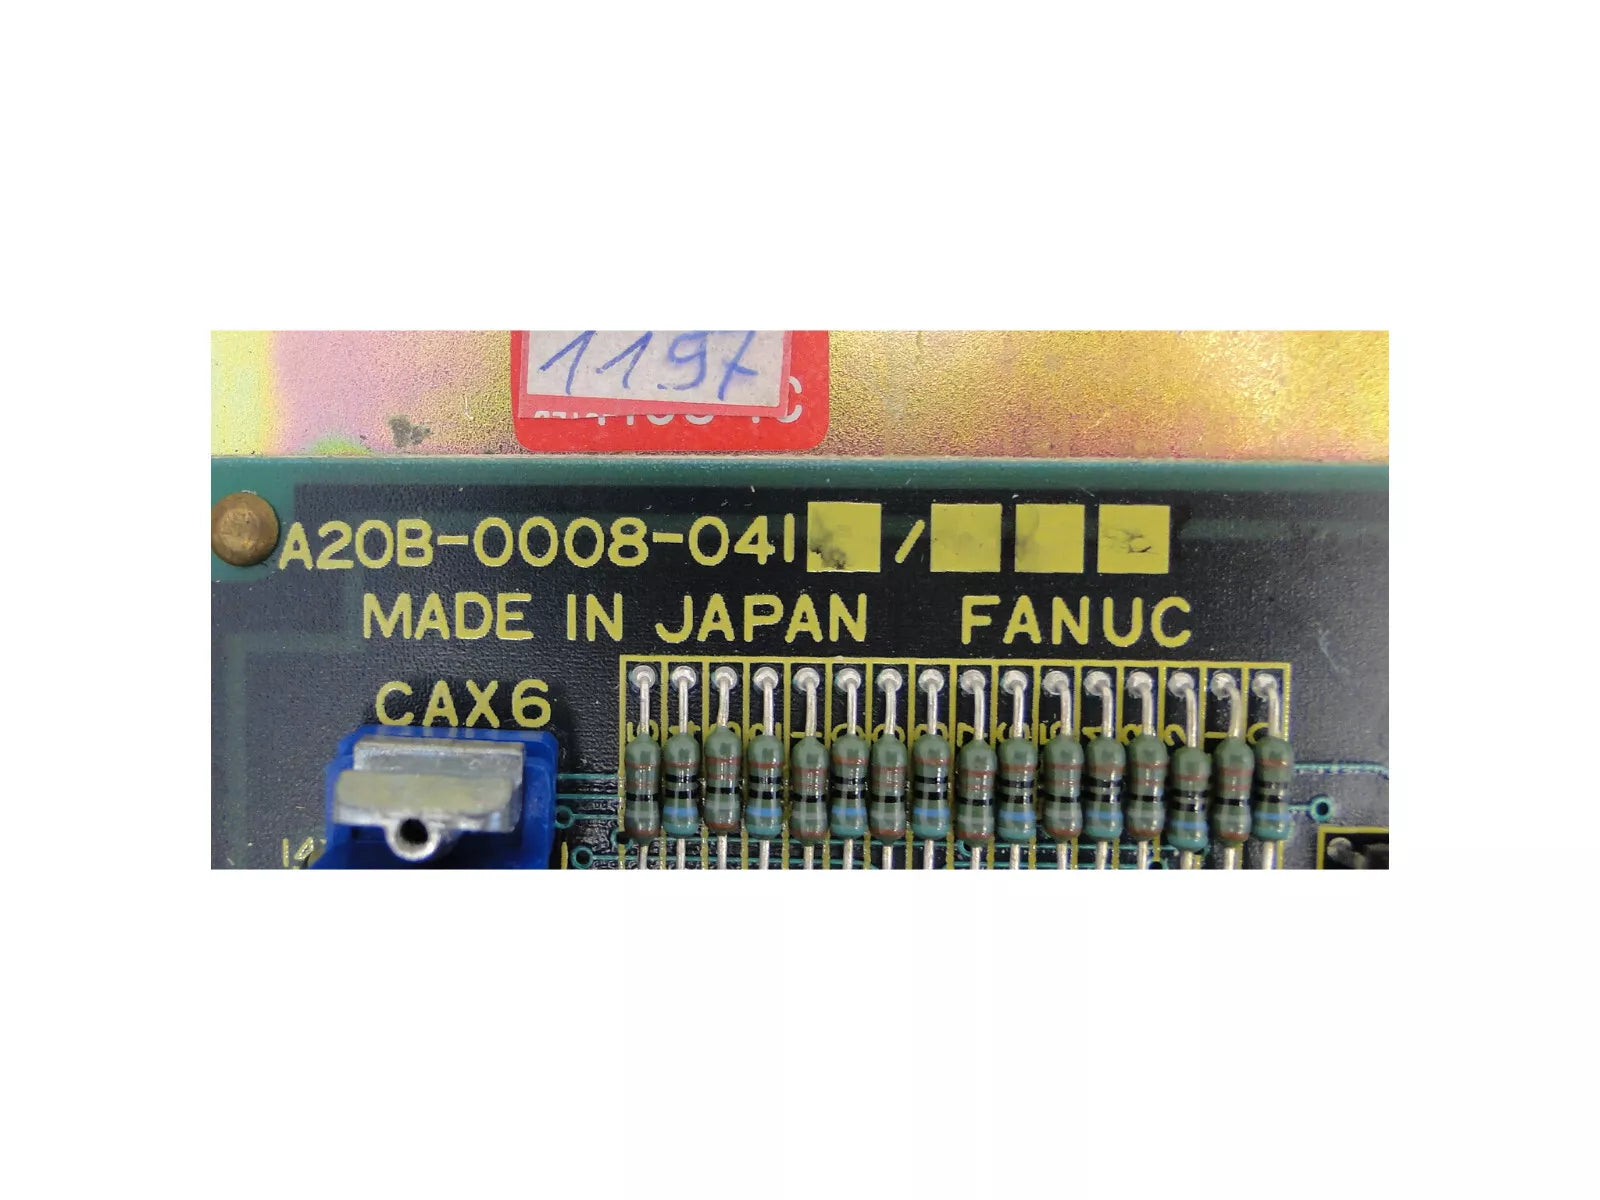 1197
A20B-0008-041 /
MADE IN JAPAN FANUC
CAX6